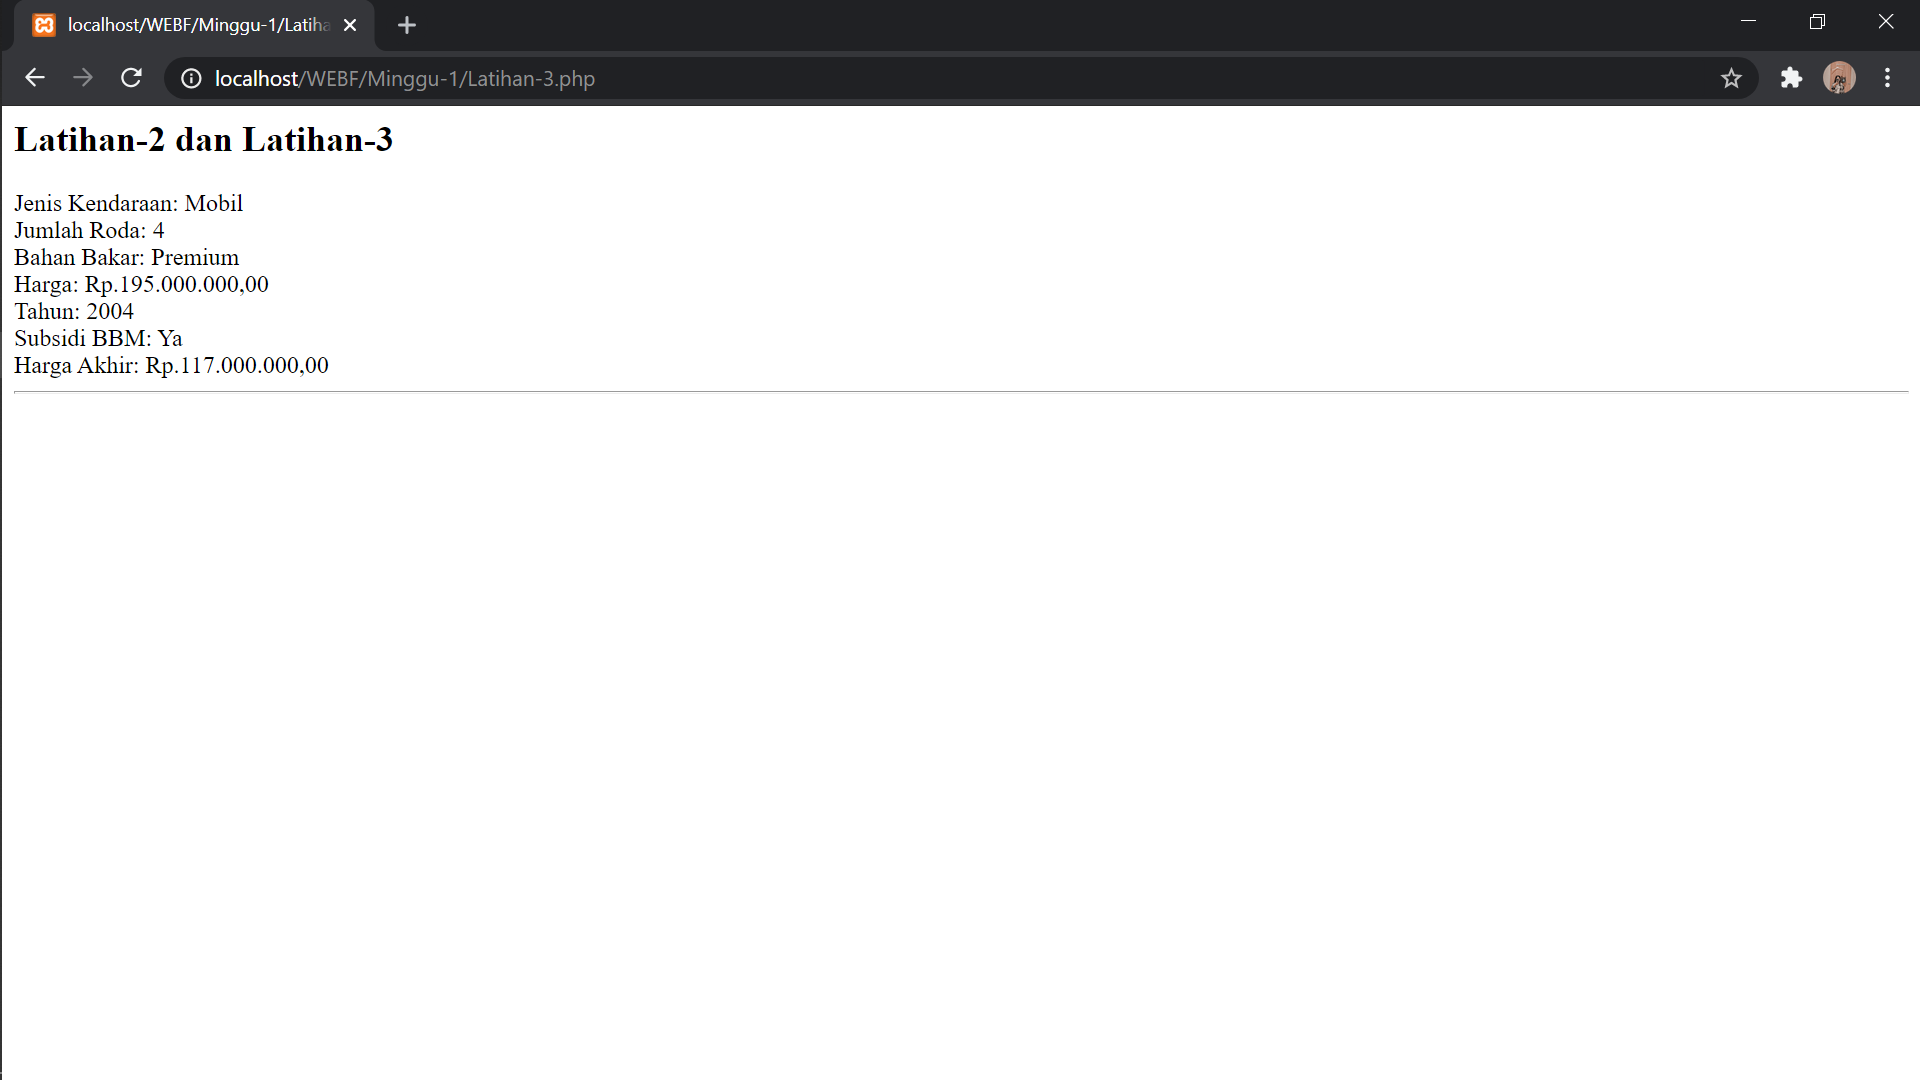 localhost/WEBF/Minggu-1/Latiha
localhost/WEBF/Minggu-1/Latihan-3.php
Latihan-2 dan Latihan-3
Jenis Kendaraan: Mobil
Jumlah Roda: 4
Bahan Bakar: Premium
Harga: Rp.195.000.000,00
Tahun: 2004
Subsidi BBM: Ya
Harga Akhir: Rp.117.000.000,00